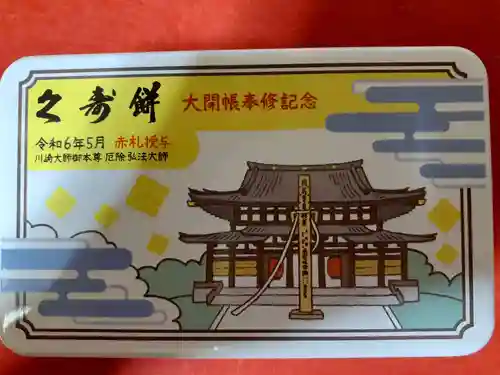 久寿餅
大開帳奉修記念
令和6年5月 赤札授与
川崎大師御本尊 厄除弘法大師